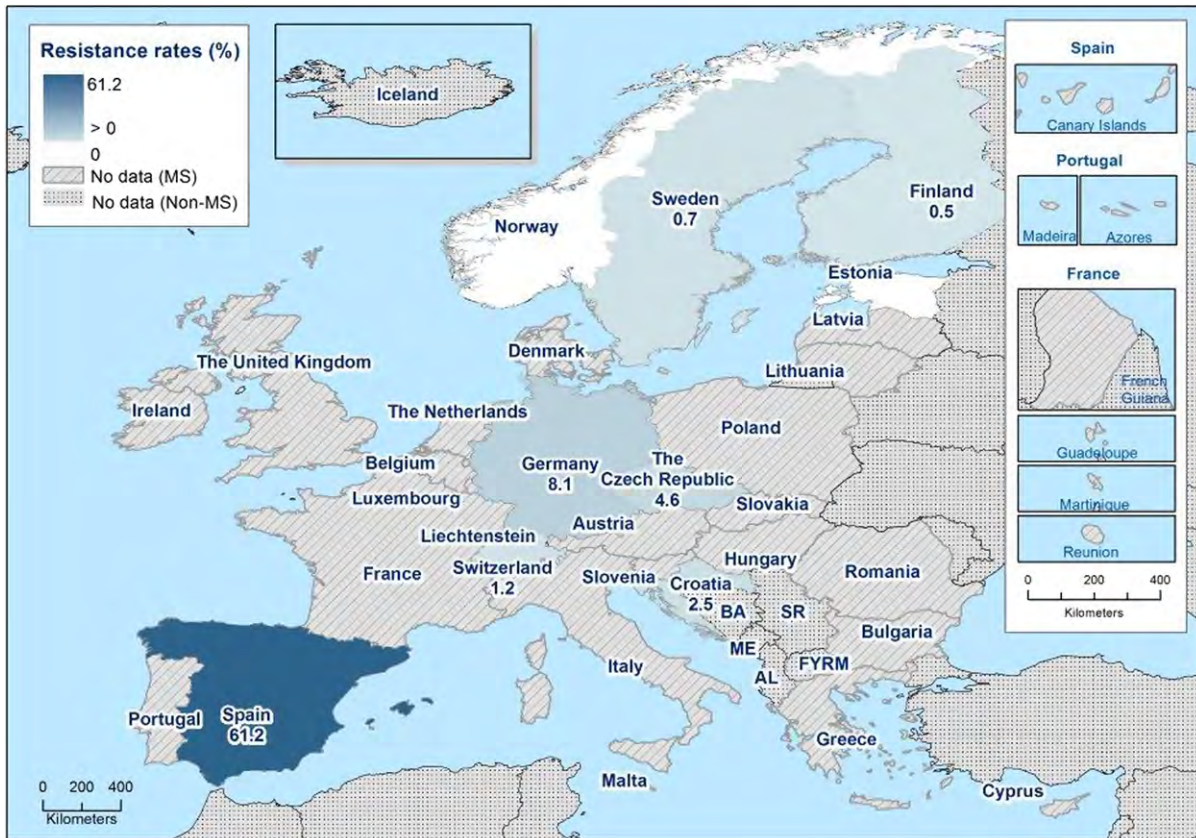 Resistance rates (%)
61.2
> 0
0
No data (MS)
No data (Non-MS)
Iceland
Norway
Sweden
0.7
Finland
0.5
Estonia
Latvia
Lithuania
Denmark
The United Kingdom
Ireland
The Netherlands
Belgium
Luxembourg
Germany
8.1
The
Czech Republic
4.6
Poland
Slovakia
Austria
Liechtenstein
Switzerland
1.2
France
Slovenia
Hungary
Romania
Croatia
2.5
BA
SR
Bulgaria
ME
FYRM
AL
Italy
Portugal
Spain
61.2
Greece
Malta
Cyprus
0 200 400
Kilometers
Spain
Canary Islands
Portugal
Madeira
Azores
France
French
Guiana
Guadeloupe
Martinique
Reunion
0 200 400
Kilometers